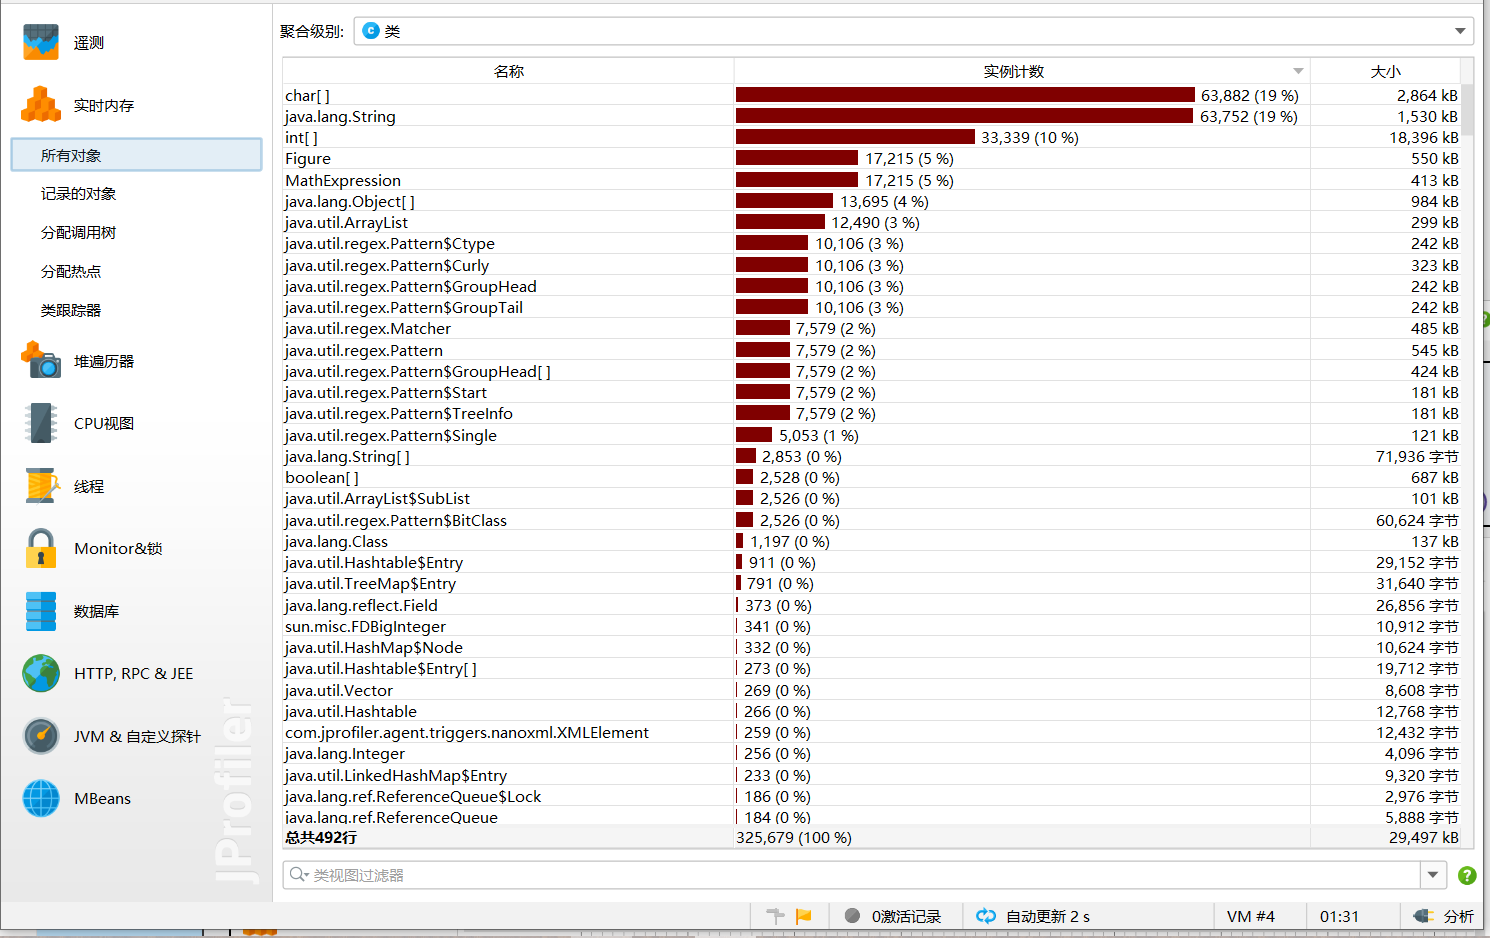 遥测
实时内存
所有对象
记录的对象
分配调用树
分配热点
类跟踪器
堆遍历器
CPU视图
线程
Monitor&锁
数据库
HTTP, RPC & JEE
JVM & 自定义探针
MBeans
JProfiler
聚合级别: C 类
名称 实例计数 大小
char[ ] 63,882 (19 %) 2,864 kB
java.lang.String 63,752 (19 %) 1,530 kB
int[ ] 33,339 (10 %) 18,396 kB
Figure 17,215 (5 %) 550 kB
MathExpression 17,215 (5 %) 413 kB
java.lang.Object[ ] 13,695 (4 %) 984 kB
java.util.ArrayList 12,490 (3 %) 299 kB
java.util.regex.Pattern$Ctype 10,106 (3 %) 242 kB
java.util.regex.Pattern$Curly 10,106 (3 %) 323 kB
java.util.regex.Pattern$GroupHead 10,106 (3 %) 242 kB
java.util.regex.Pattern$GroupTail 10,106 (3 %) 242 kB
java.util.regex.Matcher 7,579 (2 %) 485 kB
java.util.regex.Pattern 7,579 (2 %) 545 kB
java.util.regex.Pattern$GroupHead[ ] 7,579 (2 %) 424 kB
java.util.regex.Pattern$Start 7,579 (2 %) 181 kB
java.util.regex.Pattern$TreeInfo 7,579 (2 %) 181 kB
java.util.regex.Pattern$Single 5,053 (1 %) 121 kB
java.lang.String[ ] 2,853 (0 %) 71,936 字节
boolean[ ] 2,528 (0 %) 687 kB
java.util.ArrayList$SubList 2,526 (0 %) 101 kB
java.util.regex.Pattern$BitClass 2,526 (0 %) 60,624 字节
java.lang.Class 1,197 (0 %) 137 kB
java.util.Hashtable$Entry 911 (0 %) 29,152 字节
java.util.TreeMap$Entry 791 (0 %) 31,640 字节
java.lang.reflect.Field 373 (0 %) 26,856 字节
sun.misc.FDBigInteger 341 (0 %) 10,912 字节
java.util.HashMap$Node 332 (0 %) 10,624 字节
java.util.Hashtable$Entry[ ] 273 (0 %) 19,712 字节
java.util.Vector 269 (0 %) 8,608 字节
java.util.Hashtable 266 (0 %) 12,768 字节
com.jprofiler.agent.triggers.nanoxml.XMLElement 259 (0 %) 12,432 字节
java.lang.Integer 256 (0 %) 4,096 字节
java.util.LinkedHashMap$Entry 233 (0 %) 9,320 字节
java.lang.ref.ReferenceQueue$Lock 186 (0 %) 2,976 字节
java.lang.ref.ReferenceQueue 184 (0 %) 5,888 字节
总共492行 325,679 (100 %) 29,497 kB
类视图过滤器 ?
0激活记录 自动更新 2 s VM #4 01:31 分析